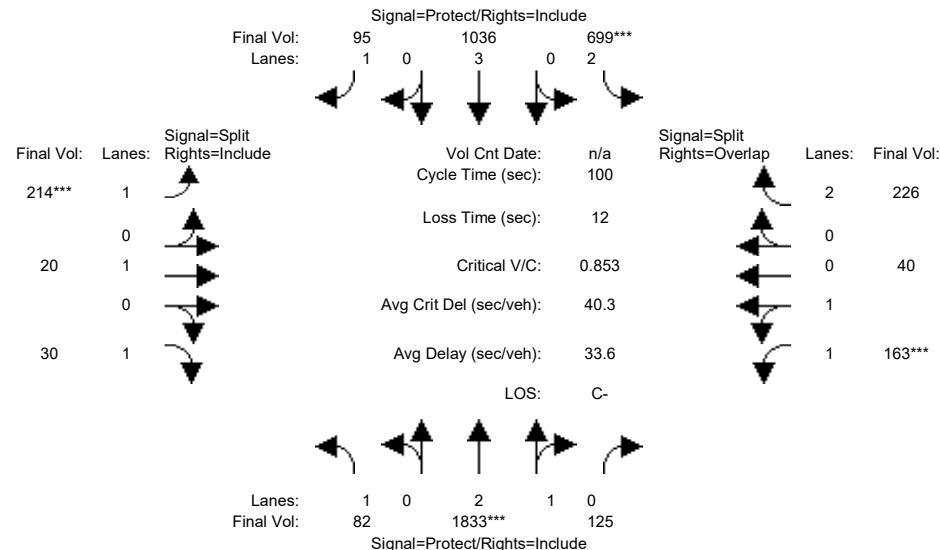 Signal=Protect/Rights=Include
Final Vol: 95 1036 699***
Lanes: 1 0 3 0 2
Signal=Split
Final Vol: Lanes: Rights=Include
Vol Cnt Date: n/a
Signal=Split
Rights=Overlap Lanes: Final Vol:
Cycle Time (sec): 100
214*** 1
2 226
Loss Time (sec): 12
0
0
20 1
Critical V/C: 0.853
0 40
0
Avg Crit Del (sec/veh): 40.3
1
30 1
Avg Delay (sec/veh): 33.6
1 163***
LOS: C-
Lanes: 1 0 2 1 0
Final Vol: 82 1833*** 125
Signal=Protect/Rights=Include